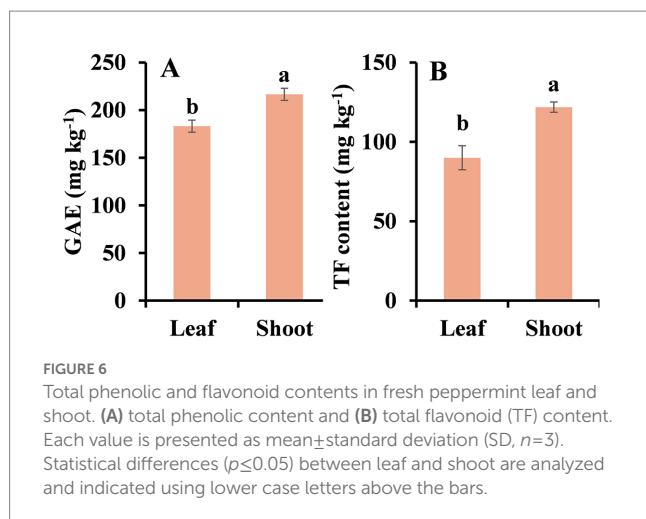 A
GAE (mg kg⁻¹)
250
200
150
100
50
0
b
a
Leaf Shoot
B
TF content (mg kg⁻¹)
150
100
50
0
b
a
Leaf Shoot
FIGURE 6
Total phenolic and flavonoid contents in fresh peppermint leaf and
shoot. (A) total phenolic content and (B) total flavonoid (TF) content.
Each value is presented as mean±standard deviation (SD, n=3).
Statistical differences (p≤0.05) between leaf and shoot are analyzed
and indicated using lower case letters above the bars.